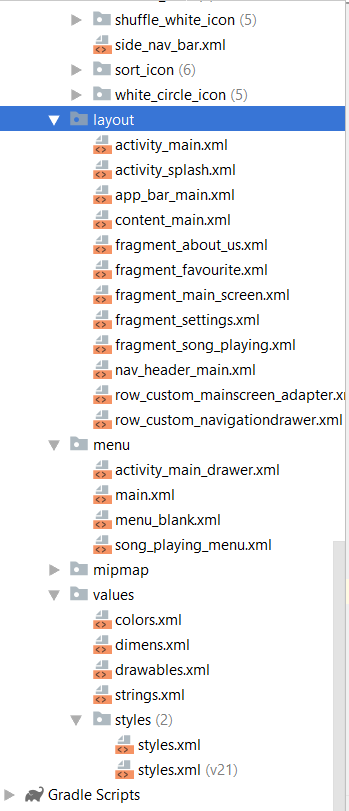 shuffle_white_icon (5)
side_nav_bar.xml
sort_icon (6)
white_circle_icon (5)
layout
activity_main.xml
activity_splash.xml
app_bar_main.xml
content_main.xml
fragment_about_us.xml
fragment_favourite.xml
fragment_main_screen.xml
fragment_settings.xml
fragment_song_playing.xml
nav_header_main.xml
row_custom_mainscreen_adapter.x
row_custom_navigationdrawer.xml
menu
activity_main_drawer.xml
main.xml
menu_blank.xml
song_playing_menu.xml
mipmap
values
colors.xml
dimens.xml
drawables.xml
strings.xml
styles (2)
styles.xml
styles.xml (v21)
Gradle Scripts